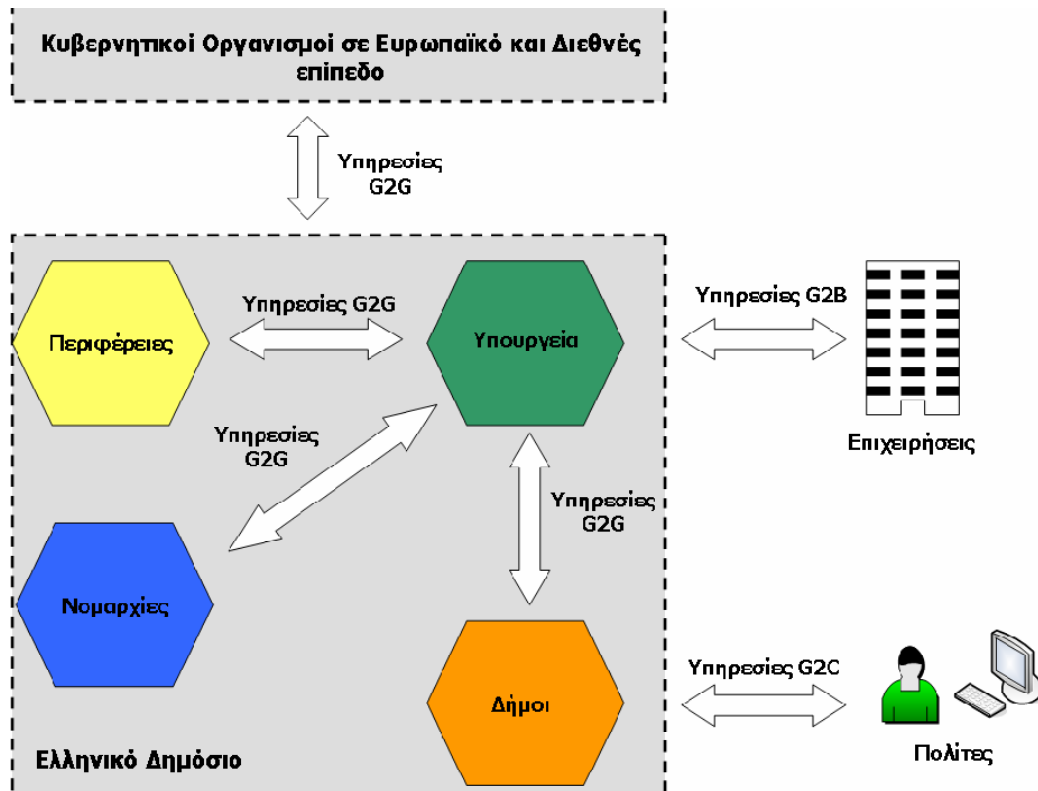 Κυβερνητικοί Οργανισμοί σε Ευρωπαϊκό και Διεθνές
επίπεδο
Υπηρεσίες
G2G
Υπηρεσίες G2G
Υπηρεσίες G2B
Περιφέρειες
Υπουργεία
Υπηρεσίες
G2G
Επιχειρήσεις
Υπηρεσίες
G2G
Νομαρχίες
Υπηρεσίες G2C
Δήμοι
Πολίτες
Ελληνικό Δημόσιο